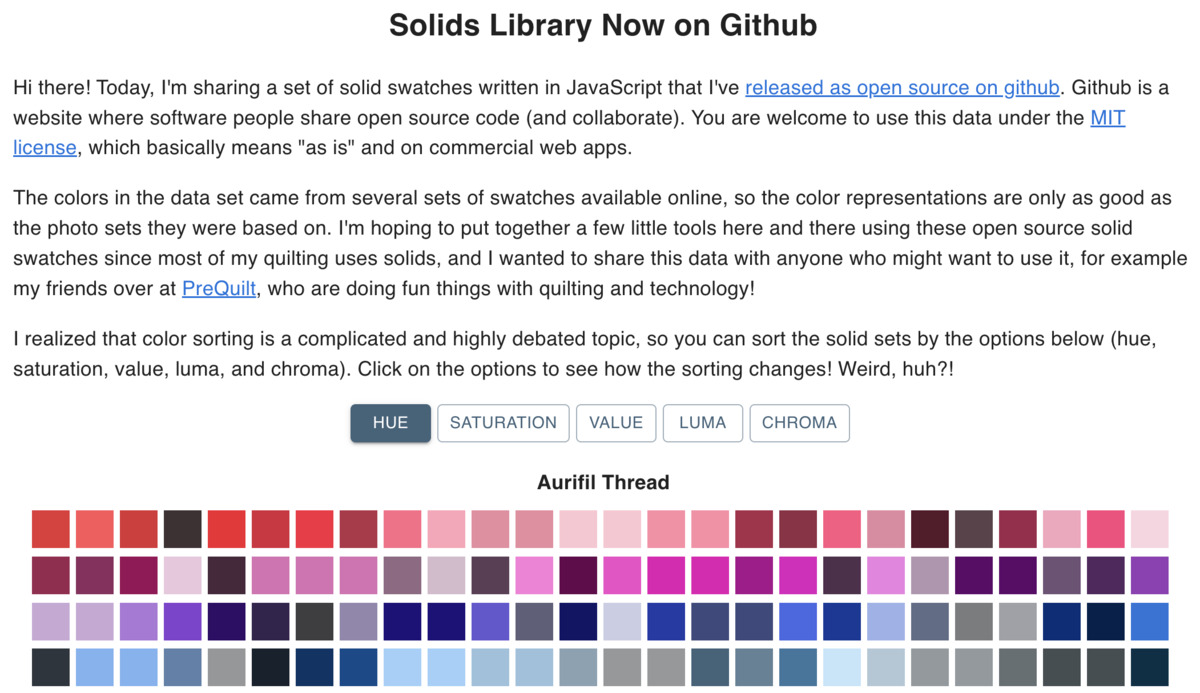 Solids Library Now on Github
Hi there! Today, I'm sharing a set of solid swatches written in JavaScript that I've released as open source on github. Github is a
website where software people share open source code (and collaborate). You are welcome to use this data under the MIT
license, which basically means "as is" and on commercial web apps.
The colors in the data set came from several sets of swatches available online, so the color representations are only as good as
the photo sets they were based on. I'm hoping to put together a few little tools here and there using these open source solid
swatches since most of my quilting uses solids, and I wanted to share this data with anyone who might want to use it, for example
my friends over at PreQuilt, who are doing fun things with quilting and technology!
I realized that color sorting is a complicated and highly debated topic, so you can sort the solid sets by the options below (hue,
saturation, value, luma, and chroma). Click on the options to see how the sorting changes! Weird, huh?!
HUE SATURATION VALUE LUMA CHROMA
Aurifil Thread